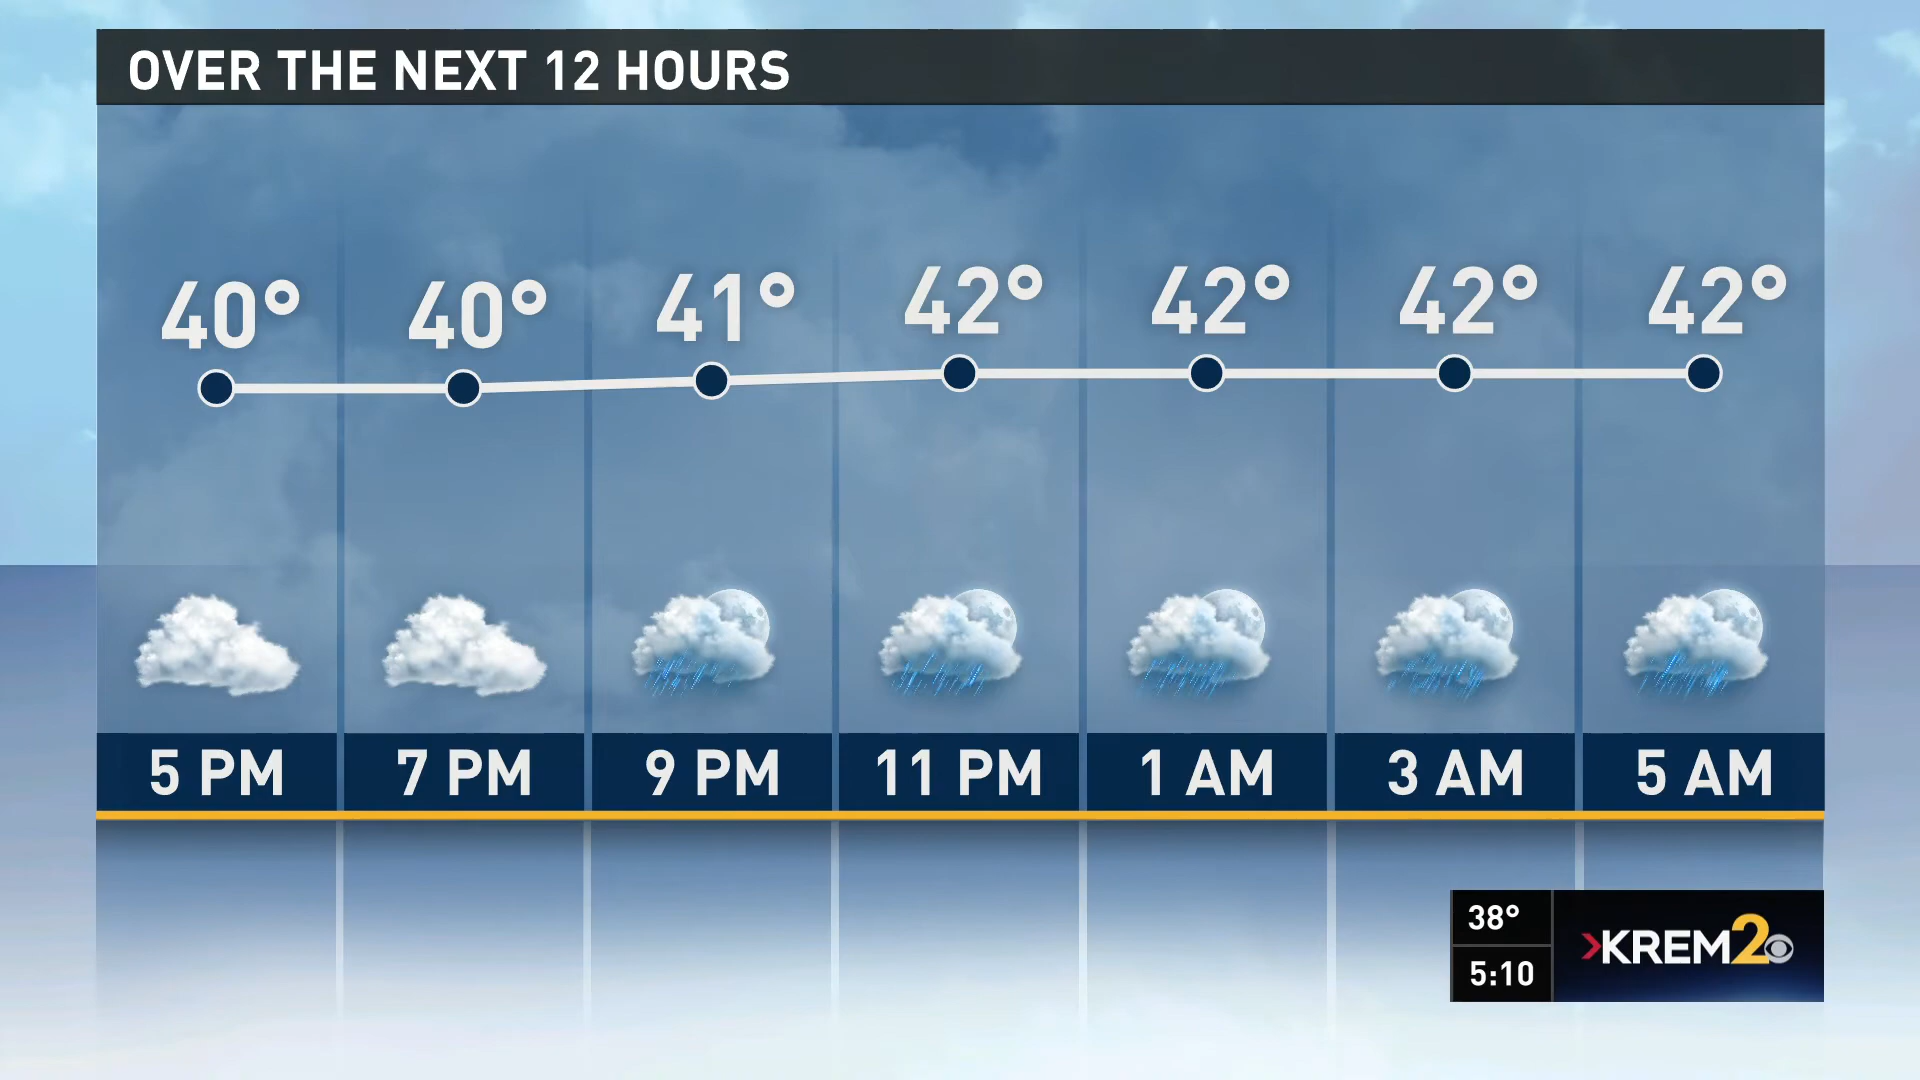 OVER THE NEXT 12 HOURS
40° 40° 41° 42° 42° 42° 42°
5 PM 7 PM 9 PM 11 PM 1 AM 3 AM 5 AM
38°
5:10
KREM2